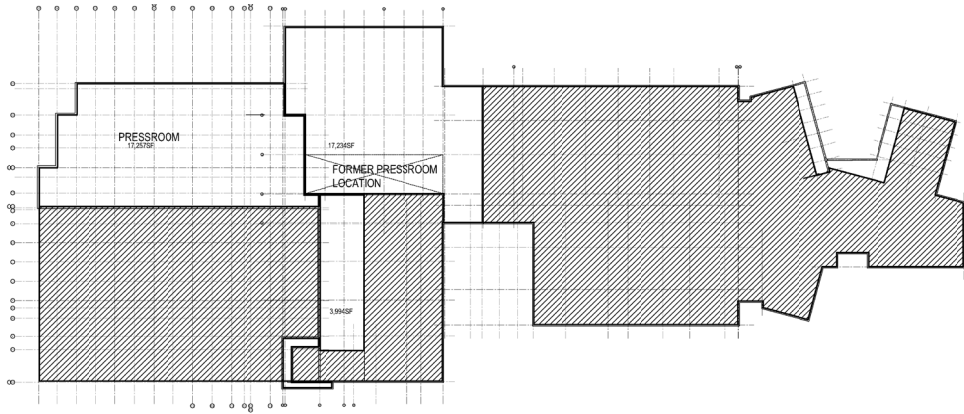 PRESSROOM
17,257SF
17,234SF
FORMER PRESSROOM
LOCATION
3,994SF